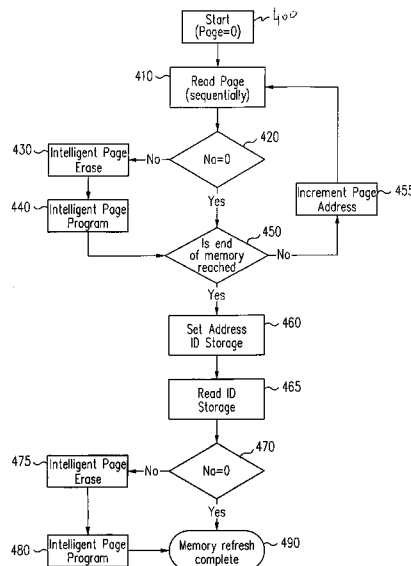 Start
(Page=0)
400
410
Read Page
(sequentially)
420
430
Intelligent Page
Erase
No
No=0
440
Intelligent Page
Program
Yes
Increment Page
Address
455
450
Is end
of memory
reached
No
Yes
Set Address
ID Storage
460
Read ID
Storage
465
470
475
Intelligent Page
Erase
No
No=0
Yes
480
Intelligent Page
Program
Memory refresh
complete
490